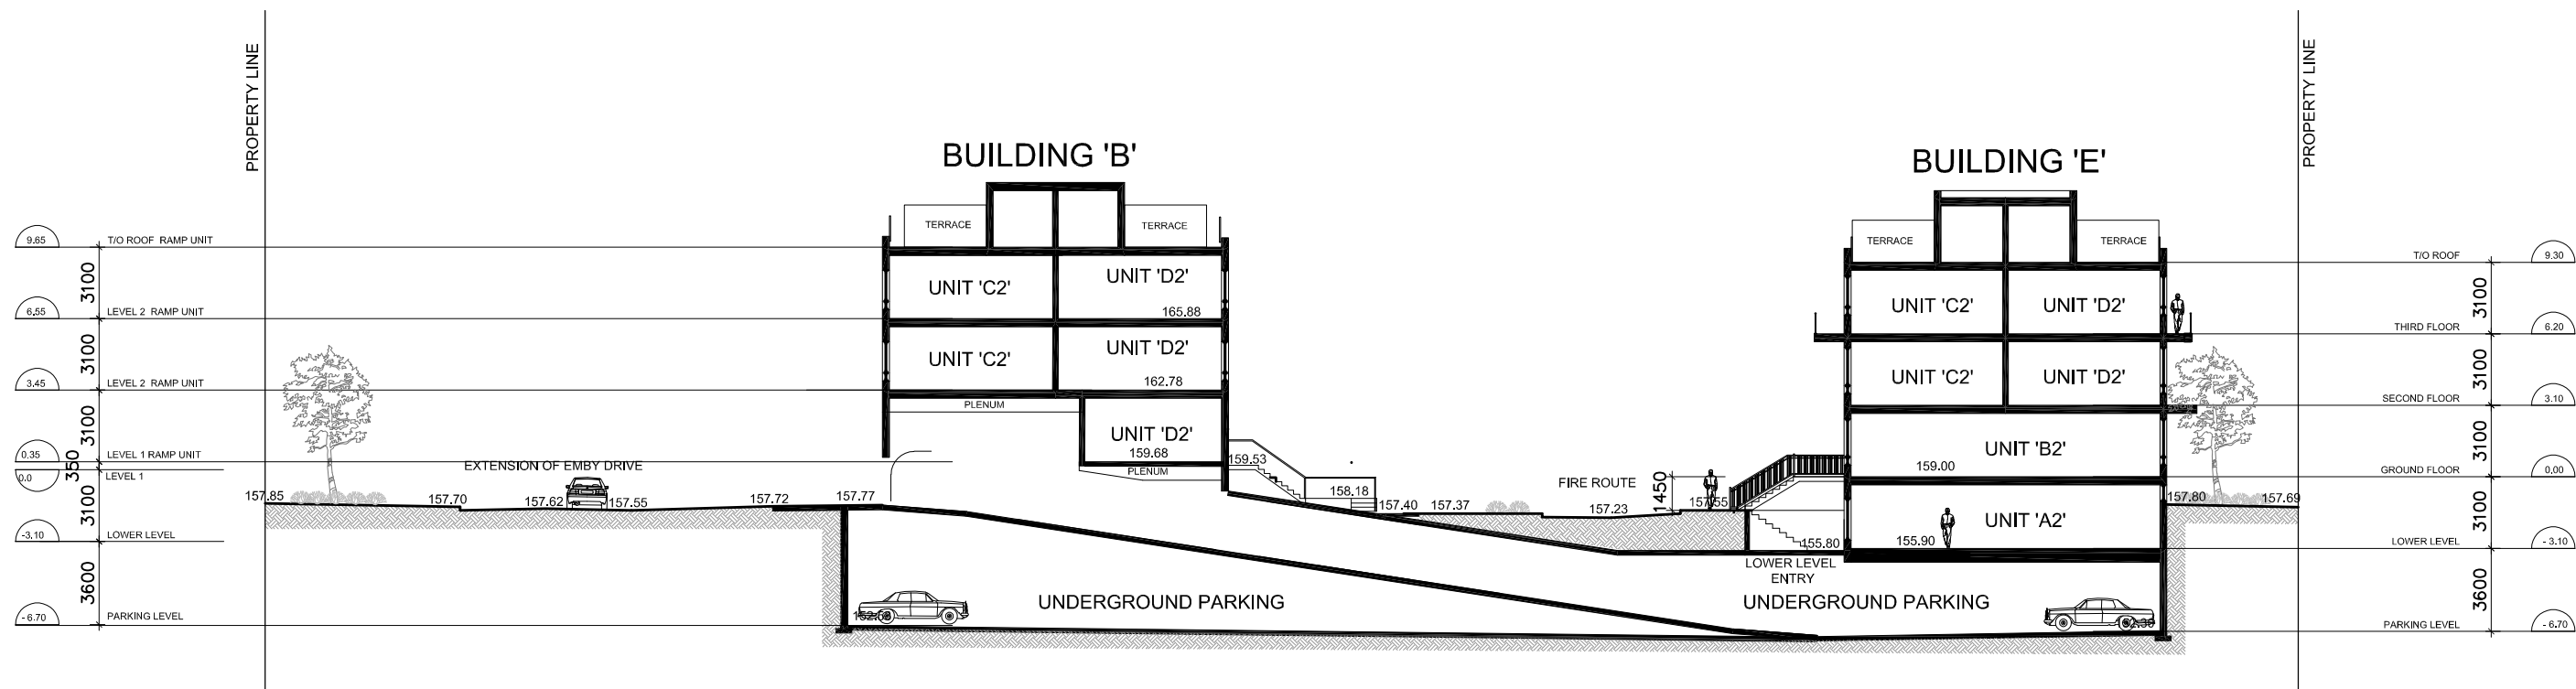 PROPERTY LINE
PROPERTY LINE
BUILDING 'B'
BUILDING 'E'
TERRACE
TERRACE
TERRACE
TERRACE
9.65
T/O ROOF RAMP UNIT
3100
6.55
LEVEL 2 RAMP UNIT
3100
3.45
LEVEL 2 RAMP UNIT
3100
0.35
LEVEL 1 RAMP UNIT
350
0.0
LEVEL 1
3100
-3.10
LOWER LEVEL
3600
-6.70
PARKING LEVEL
UNIT 'C2'
UNIT 'D2'
165.88
UNIT 'C2'
UNIT 'D2'
162.78
PLENUM
UNIT 'D2'
159.68
PLENUM
159.53
EXTENSION OF EMBY DRIVE
157.85
157.70
157.62
157.55
157.72
157.77
158.18
157.40
157.37
FIRE ROUTE
157.23
1450
157.55
UNIT 'C2'
UNIT 'D2'
UNIT 'C2'
UNIT 'D2'
UNIT 'B2'
159.00
UNIT 'A2'
155.90
155.80
LOWER LEVEL
ENTRY
157.80
157.69
UNDERGROUND PARKING
UNDERGROUND PARKING
T/O ROOF
9.30
3100
THIRD FLOOR
6.20
3100
SECOND FLOOR
3.10
3100
GROUND FLOOR
0,00
3100
LOWER LEVEL
-3.10
3600
PARKING LEVEL
-6.70